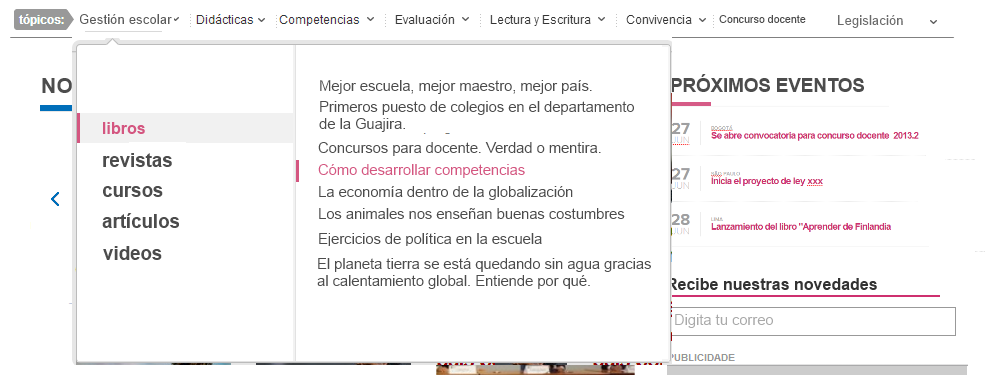 tópicos:
Gestión escolar
Didácticas
Competencias
Evaluación
Lectura y Escritura
Convivencia
Concurso docente
Legislación
NO
libros
revistas
cursos
artículos
videos
Mejor escuela, mejor maestro, mejor país.
Primeros puesto de colegios en el departamento
de la Guajira.
Concursos para docente. Verdad o mentira.
Cómo desarrollar competencias
La economía dentro de la globalización
Los animales nos enseñan buenas costumbres
Ejercicios de política en la escuela
El planeta tierra se está quedando sin agua gracias
al calentamiento global. Entiende por qué.
PRÓXIMOS EVENTOS
27
JUN
BOGOTÁ
Se abre convocatoria para concurso docente 2013.2
27
JUN
SÃO PAULO
Inicia el proyecto de ley xxx
28
JUN
LIMA
Lanzamiento del libro "Aprender de Finlandia
Recibe nuestras novedades
Digita tu correo
PUBLICIDADE